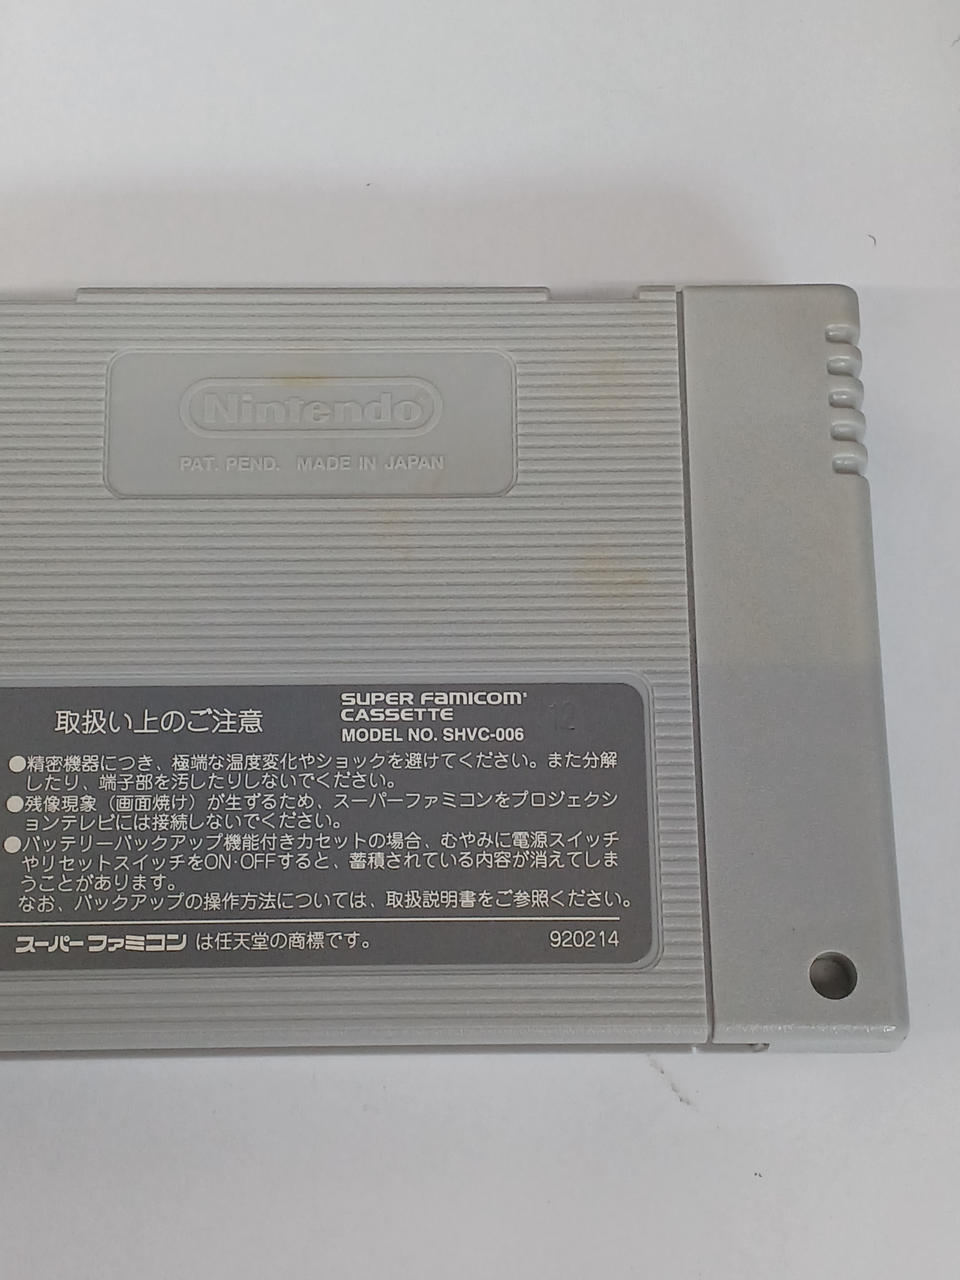 Nintendo
PAT. PEND. MADE IN JAPAN
取扱い上のご注意
SUPER FAMICOM
CASSETTE
MODEL NO. SHVC-006
12
●精密機器につき、極端な温度変化やショックを避けてください。また分解
したり、端子部を汚したりしないでください。
●残像現象（画面焼け）が生ずるため、スーパーファミコンをプロジェクシ
ョンテレビには接続しないでください。
●バッテリーバックアップ機能付きカセットの場合、むやみに電源スイッチ
やリセットスイッチをON･OFFすると、蓄積されている内容が消えてしま
うことがあります。
なお、バックアップの操作方法については、取扱説明書をご参照ください。
スーパーファミコン は任天堂の商標です。
920214